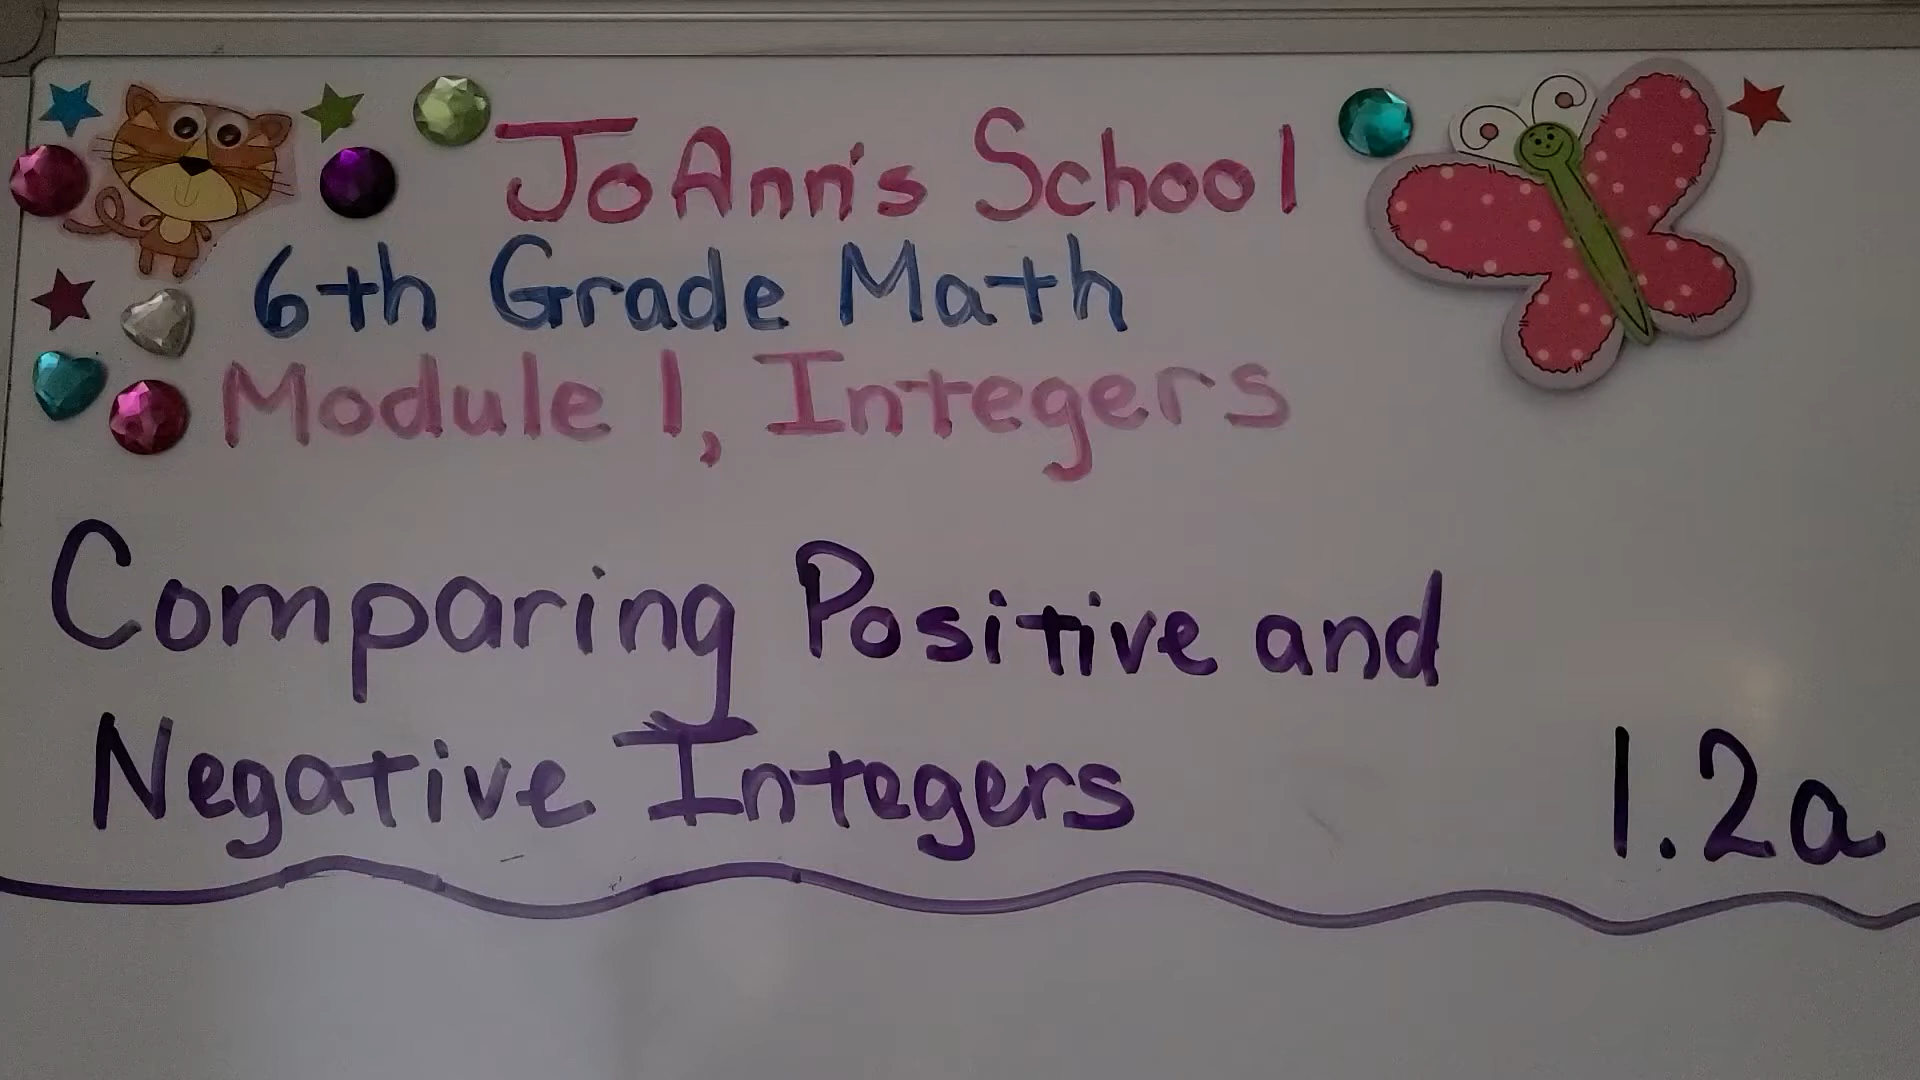 JoAnn's School
6th Grade Math
Module 1, Integers
Comparing Positive and
Negative Integers 1.2a